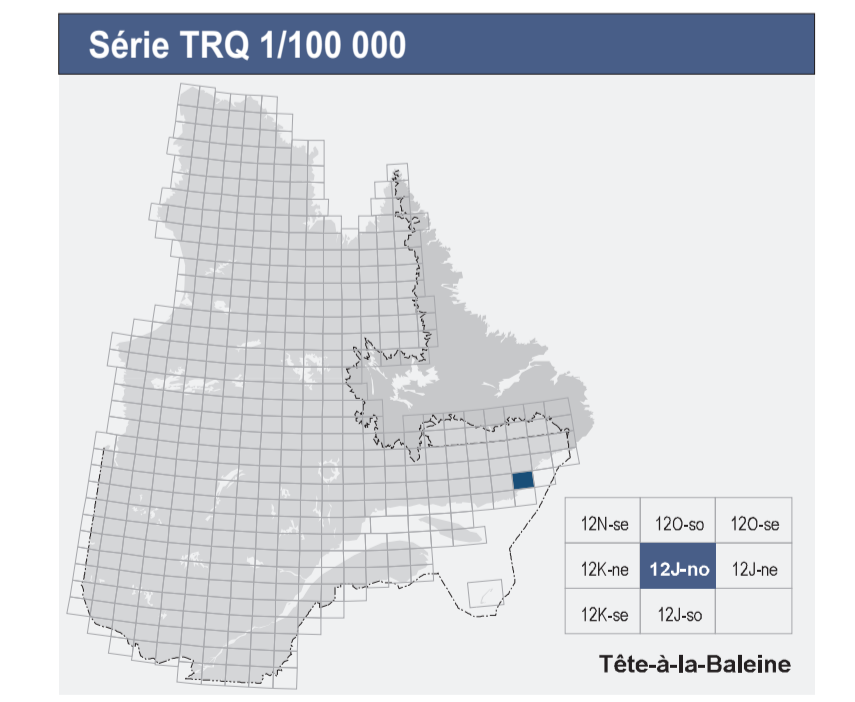 Série TRQ 1/100 000
12N-se 12O-so 12O-se
12K-ne 12J-no 12J-ne
12K-se 12J-so
Tête-à-la-Baleine